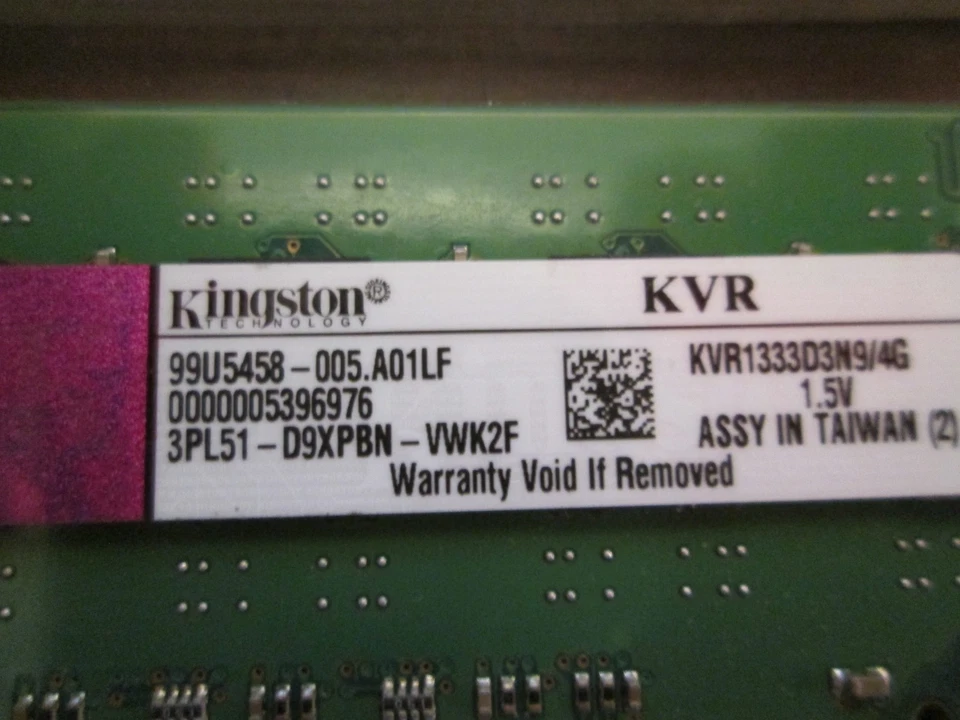 Kingston®
TECHNOLOGY
KVR
99U5458-005.A01LF
0000005396976
3PL51-D9XPBN-VWK2F
KVR1333D3N9/4G
1.5V
ASSY IN TAIWAN (2)
Warranty Void If Removed